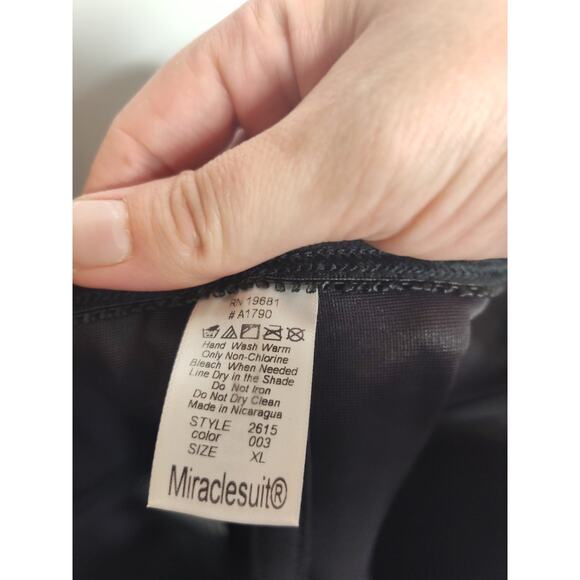 RN 19681
# A1790
Hand Wash Warm
Only Non-Chlorine
Bleach When Needed
Line Dry in the Shade
Do Not Iron
Do Not Dry Clean
Made in Nicaragua
STYLE 2615
color 003
SIZE XL
Miraclesuit®